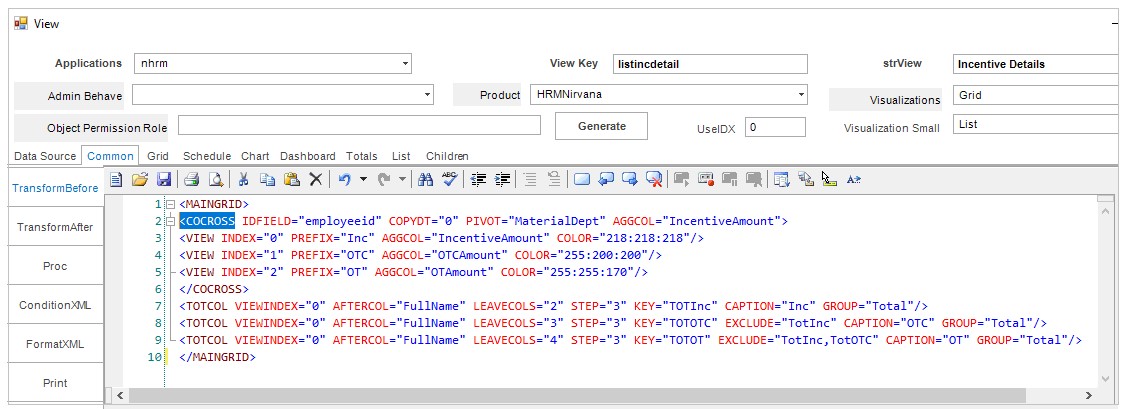 View
Applications nhrm View Key listincdetail strView Incentive Details
Admin Behave Product HRMNirvana Visualizations Grid
Object Permission Role Generate UseIDX 0 Visualization Small List
Data Source Common Grid Schedule Chart Dashboard Totals List Children
TransformBefore
TransformAfter
Proc
ConditionXML
FormatXML
Print
1 <MAINGRID>
2 <COCROSS IDFIELD="employeeid" COPYDT="0" PIVOT="MaterialDept" AGGCOL="IncentiveAmount">
3 <VIEW INDEX="0" PREFIX="Inc" AGGCOL="IncentiveAmount" COLOR="218:218:218"/>
4 <VIEW INDEX="1" PREFIX="OTC" AGGCOL="OTCAmount" COLOR="255:200:200"/>
5 <VIEW INDEX="2" PREFIX="OT" AGGCOL="OTAmount" COLOR="255:255:170"/>
6 </COCROSS>
7 <TOTCOL VIEWINDEX="0" AFTERCOL="FullName" LEAVECOLS="2" STEP="3" KEY="TOTInc" CAPTION="Inc" GROUP="Total"/>
8 <TOTCOL VIEWINDEX="0" AFTERCOL="FullName" LEAVECOLS="3" STEP="3" KEY="TOTOTC" EXCLUDE="TotInc" CAPTION="OTC" GROUP="Total"/>
9 <TOTCOL VIEWINDEX="0" AFTERCOL="FullName" LEAVECOLS="4" STEP="3" KEY="TOTOT" EXCLUDE="TotInc,TotOTC" CAPTION="OT" GROUP="Total"/>
10 </MAINGRID>